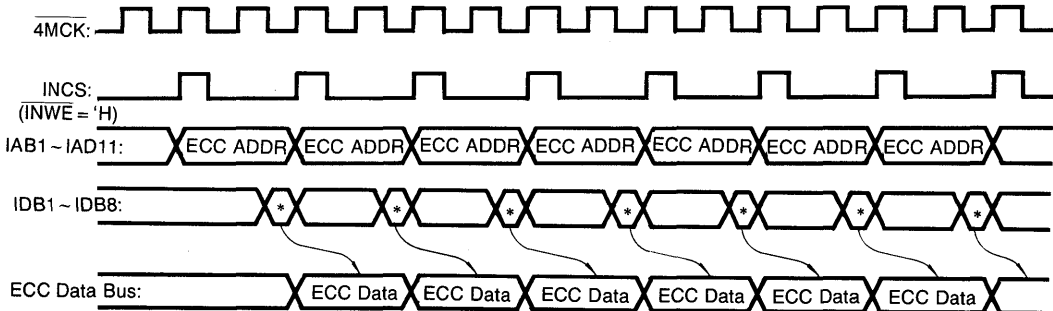 4MCK:
INCS:
(INWE = 'H)
IAB1 ~ IAD11: ECC ADDR ECC ADDR ECC ADDR ECC ADDR ECC ADDR ECC ADDR ECC ADDR
IDB1 ~ IDB8: * * * * * * *
ECC Data Bus: ECC Data ECC Data ECC Data ECC Data ECC Data ECC Data